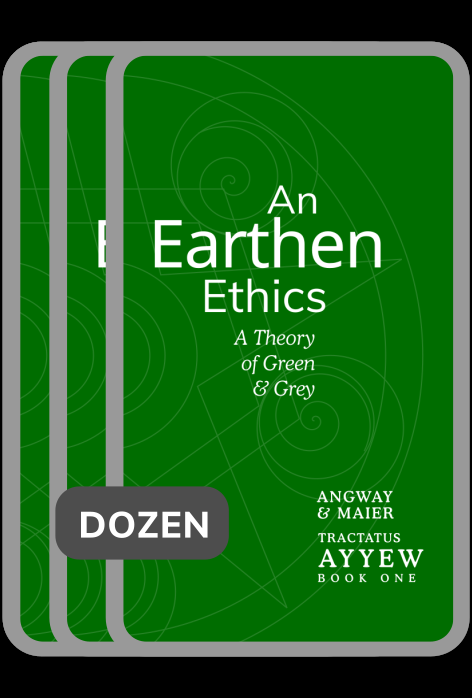 An
Earthen
Ethics
A Theory
of Green
& Grey
DOZEN
ANGWAY
& MAIER
TRACTATUS
AYYEW
BOOK ONE